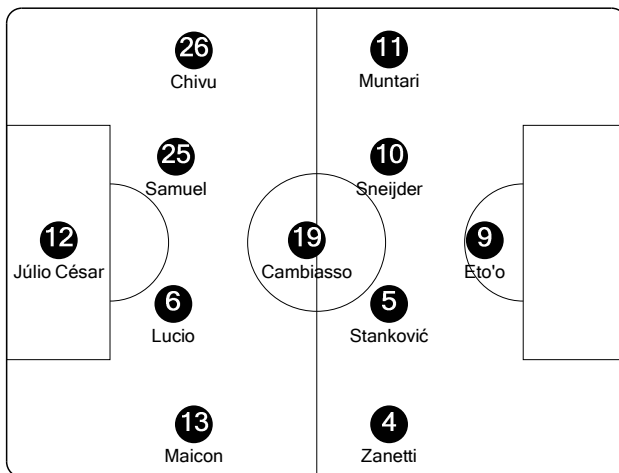 26
Chivu
11
Muntari
25
Samuel
10
Sneijder
12
Júlio César
19
Cambiasso
9
Eto'o
6
Lucio
5
Stanković
13
Maicon
4
Zanetti